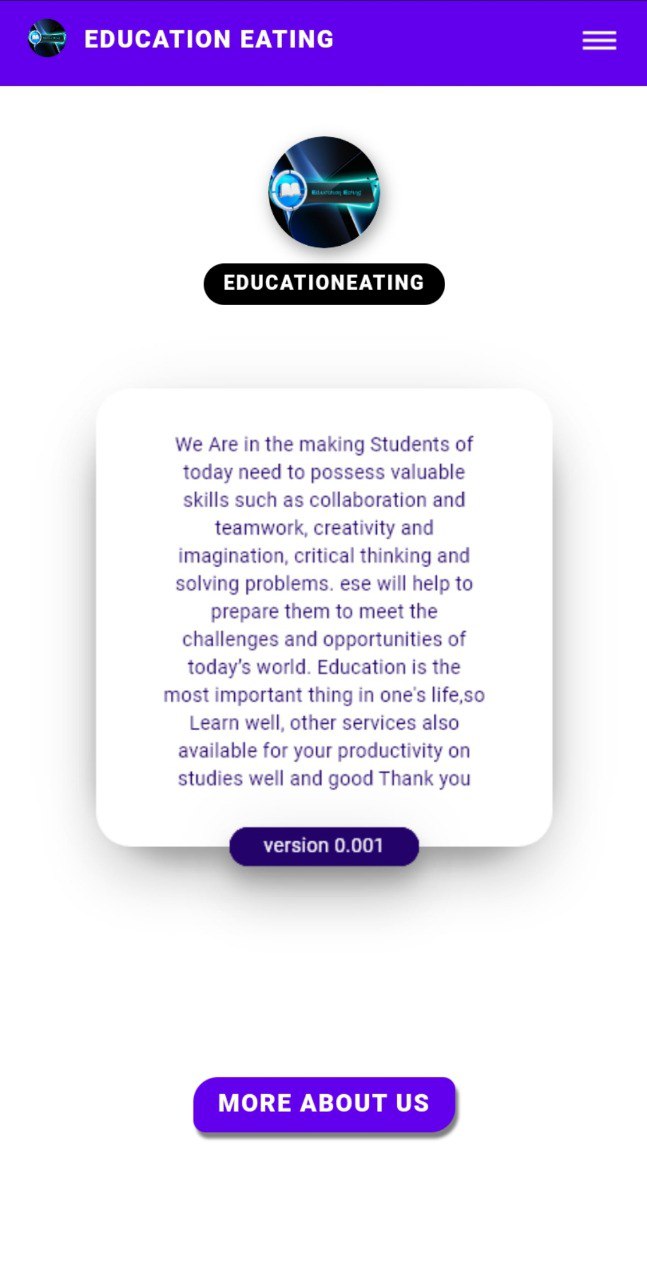 EDUCATION EATING
Education Eating
EDUCATIONEATING
We Are in the making Students of
today need to possess valuable
skills such as collaboration and
teamwork, creativity and
imagination, critical thinking and
solving problems. ese will help to
prepare them to meet the
challenges and opportunities of
today’s world. Education is the
most important thing in one's life,so
Learn well, other services also
available for your productivity on
studies well and good Thank you
version 0.001
MORE ABOUT US